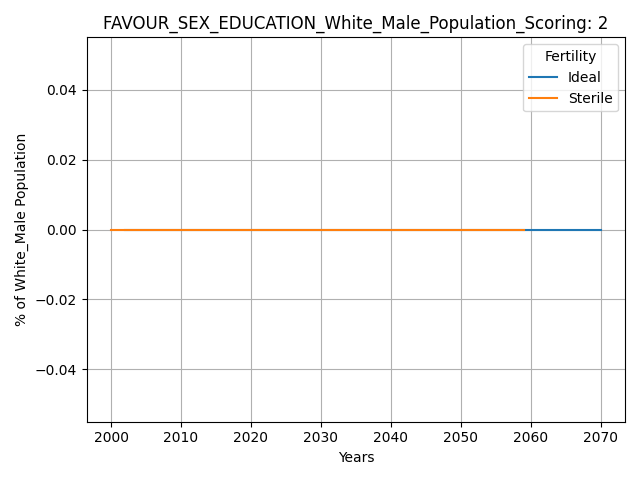 FAVOUR_SEX_EDUCATION_White_Male_Population_Scoring: 2
Fertility
Ideal
Sterile
0.04
0.02
0.00
−0.02
−0.04
% of White_Male Population
2000 2010 2020 2030 2040 2050 2060 2070
Years